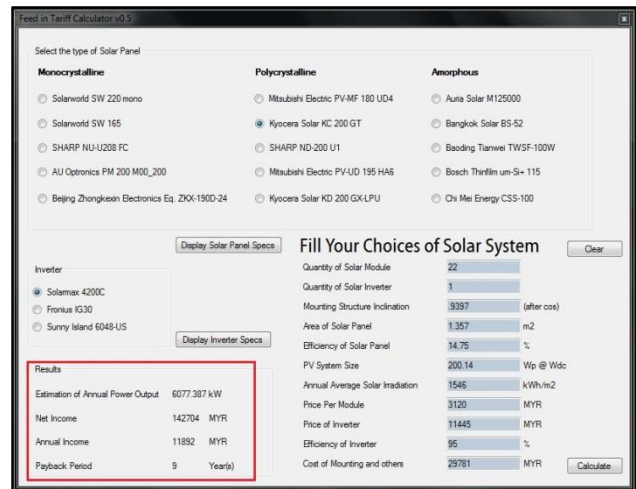 Feed in Tariff Calculator v0.5
Select the type of Solar Panel
Monocrystalline Polycrystalline Amorphous
Solarworld SW 220 mono Mitsubishi Electric PV-MF 180 UD4 Auria Solar M125000
Solarworld SW 165 Kyocera Solar KC 200 GT Bangkok Solar BS-52
SHARP NU-U208 FC SHARP ND-200 U1 Baoding Tianwei TWSF-100W
AU Optronics PM 200 M00_200 Mitsubishi Electric PV-UD 195 HA6 Bosch Thinfilm um-Si+ 115
Beijing Zhongkexin Electronics Eq. ZKX-190D-24 Kyocera Solar KD 200 GX-LPU Chi Mei Energy CSS-100
Display Solar Panel Specs Fill Your Choices of Solar System Clear
Inverter
Solarmax 4200C
Fronius IG30
Sunny Island 6048-US
Display Inverter Specs
Quantity of Solar Module 22
Quantity of Solar Inverter 1
Mounting Structure Inclination .9397 (after cos)
Area of Solar Panel 1.357 m2
Efficiency of Solar Panel 14.75 %
PV System Size 200.14 Wp @ Wdc
Annual Average Solar Irradiation 1546 kWh/m2
Price Per Module 3120 MYR
Price of Inverter 11445 MYR
Efficiency of Inverter 95 %
Cost of Mounting and others 29781 MYR Calculate
Results
Estimation of Annual Power Output 6077.387 kW
Net Income 142704 MYR
Annual Income 11892 MYR
Payback Period 9 Year(s)